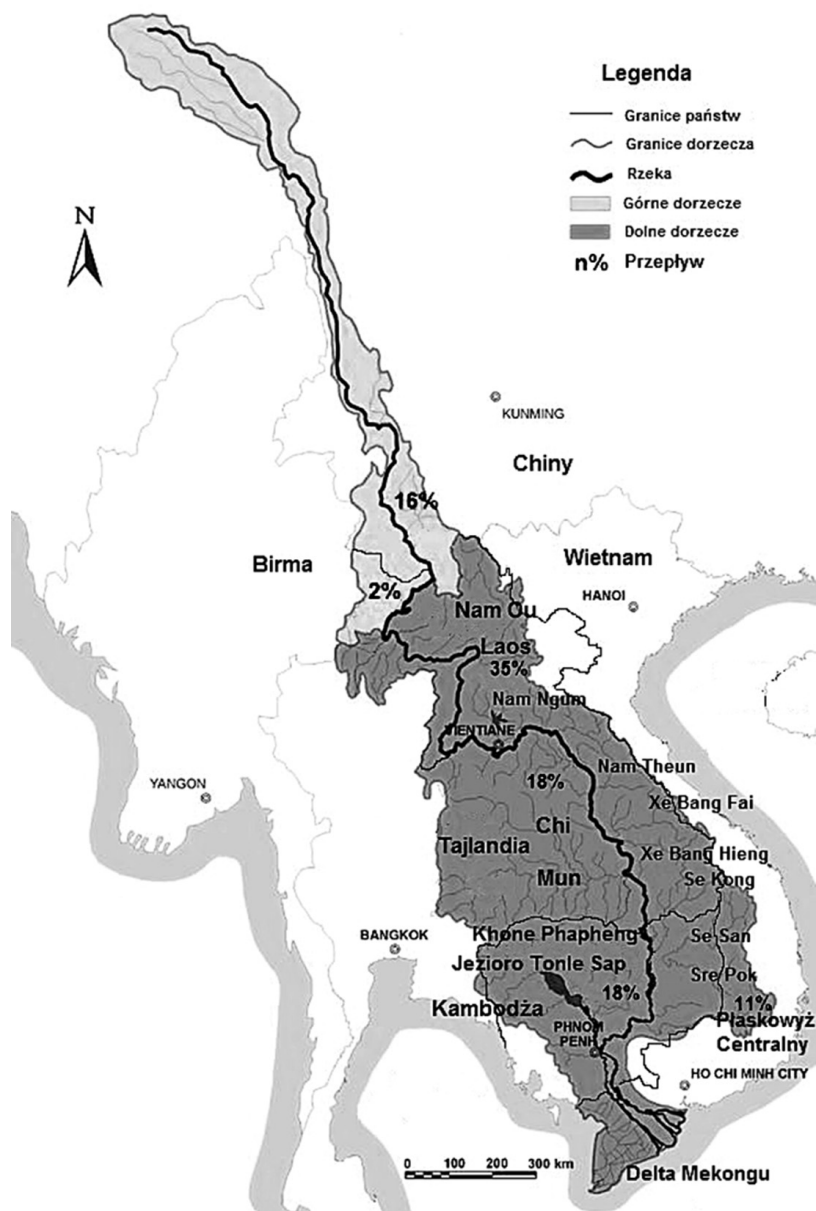 Legenda
Granice państw
Granice dorzecza
Rzeka
Górne dorzecze
Dolne dorzecze
n% Przepływ
N
KUNMING
Chiny
16%
Birma
Wietnam
2%
HANOI
Nam Ou
Laos
35%
Nam Ngum
VIENTIANE
Nam Theun
18%
YANGON
Xe Bang Fai
Chi
Tajlandia
Xe Bang Hieng
Mun
Se Kong
BANGKOK
Khone Phapheng
Se San
Jezioro Tonle Sap
Sre Pok
18%
Kambodża
11%
PHNOM
PENH
Płaskowyż
Centralny
HO CHI MINH CITY
0 100 200 300 km
Delta Mekongu